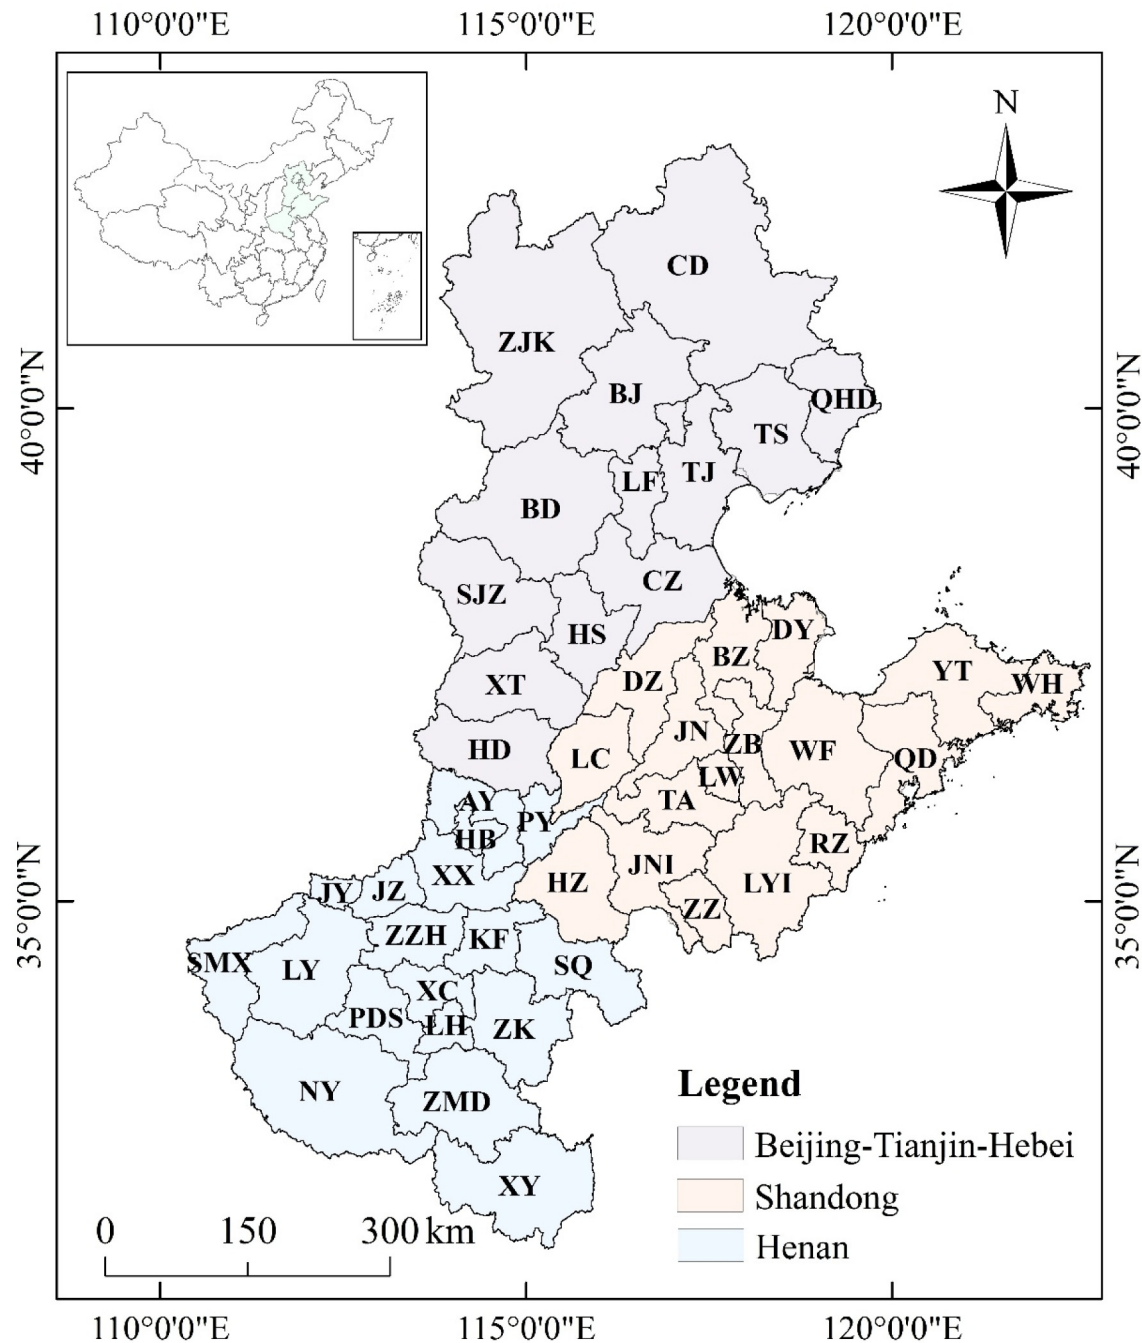 110°0'0"E 115°0'0"E 120°0'0"E
N
CD
ZJK
BJ
QHD
40°0'0"N
40°0'0"N
TS
TJ
LF
BD
CZ
SJZ
HS
DY
BZ
YT
WH
DZ
XT
JN
ZB
WF
HD
LC
QD
LW
TA
AY
PY
HB
RZ
JNI
XX
HZ
LYI
JY
JZ
ZZ
35°0'0"N
35°0'0"N
ZZH
KF
SMX
LY
SQ
XC
PDS
LH
ZK
NY
ZMD
XY
Legend
Beijing-Tianjin-Hebei
Shandong
Henan
0 150 300 km
110°0'0"E 115°0'0"E 120°0'0"E